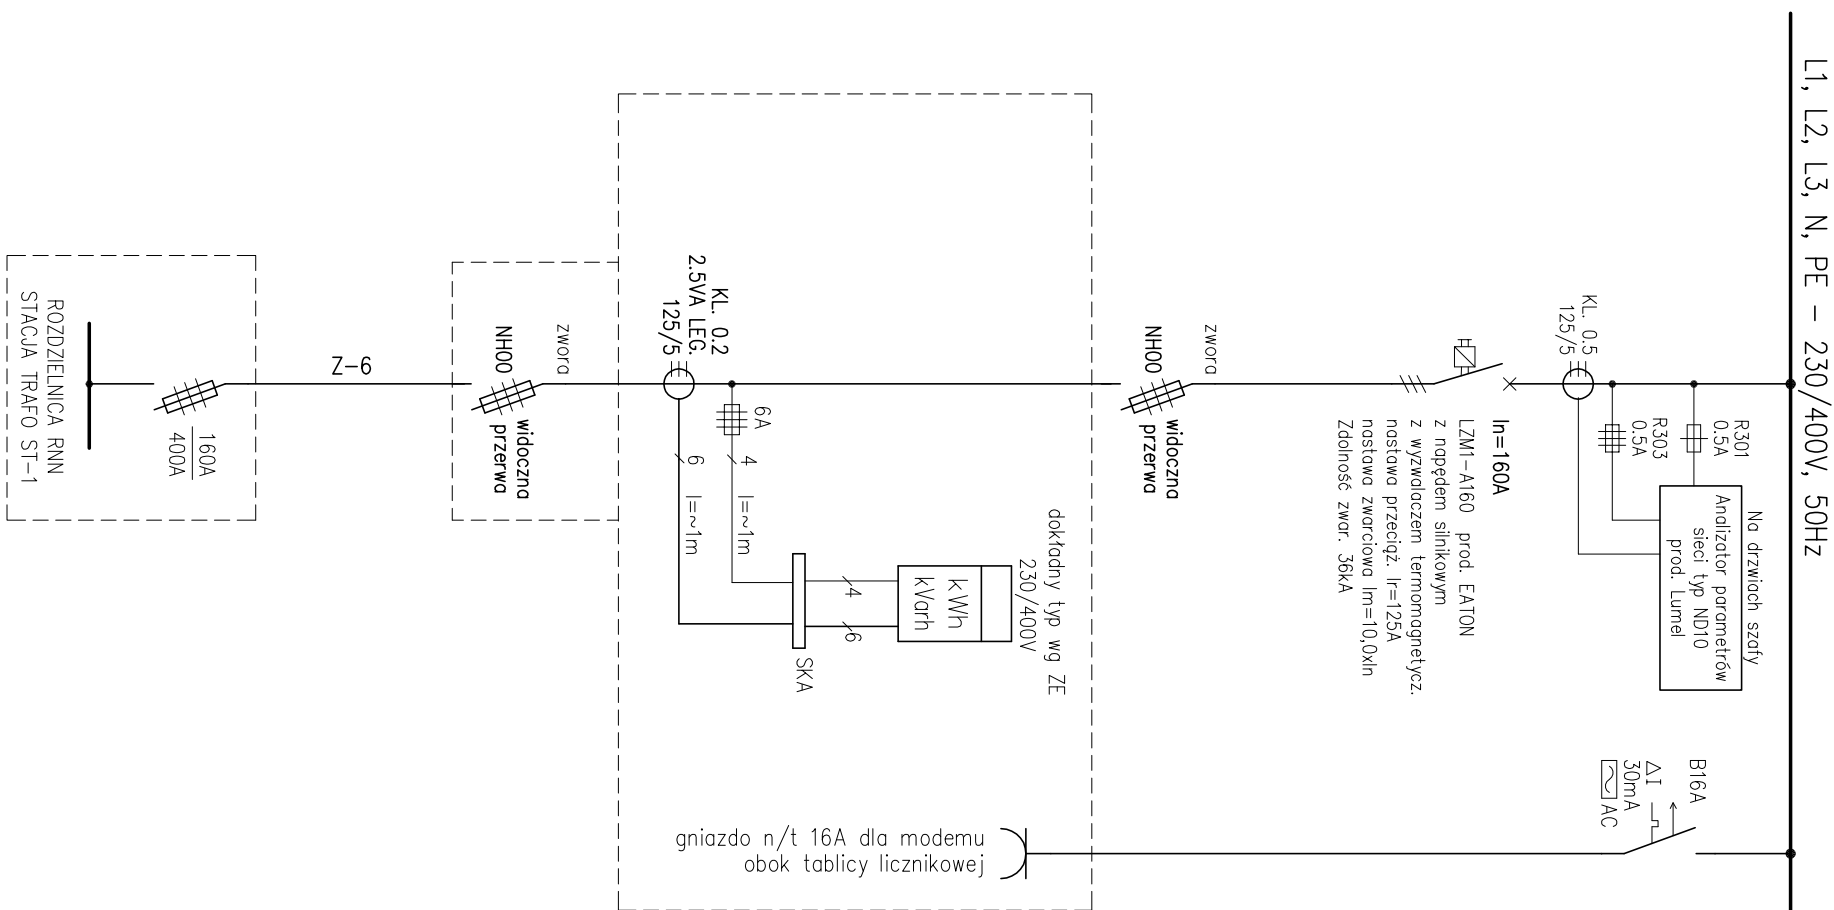 L1, L2, L3, N, PE - 230/400V, 50Hz
R301
0.5A
R303
0.5A
Na drzwiach szafy
Analizator parametrów
sieci typ ND10
prod. Lumel
KL. 0.5
125/5
In=160A
LZM1-A160 prod. EATON
z napędem silnikowym
z wyzwalaczem termomagnetycz.
nastawa przeciąż. Ir=125A
nastawa zwarciowa Im=10,0xIn
Zdolność zwar. 36kA
B16A
ΔI
30mA
AC
zwora
NH00
widoczna
przerwa
dokładny typ wg ZE
230/400V
kWh
kVarh
4
6
SKA
6A
4
l=~1m
6
l=~1m
KL. 0.2
2.5VA LEG.
125/5
gniazdo n/t 16A dla modemu
obok tablicy licznikowej
zwora
NH00
widoczna
przerwa
Z-6
160A
400A
ROZDZIELNICA RNN
STACJA TRAFO ST-1